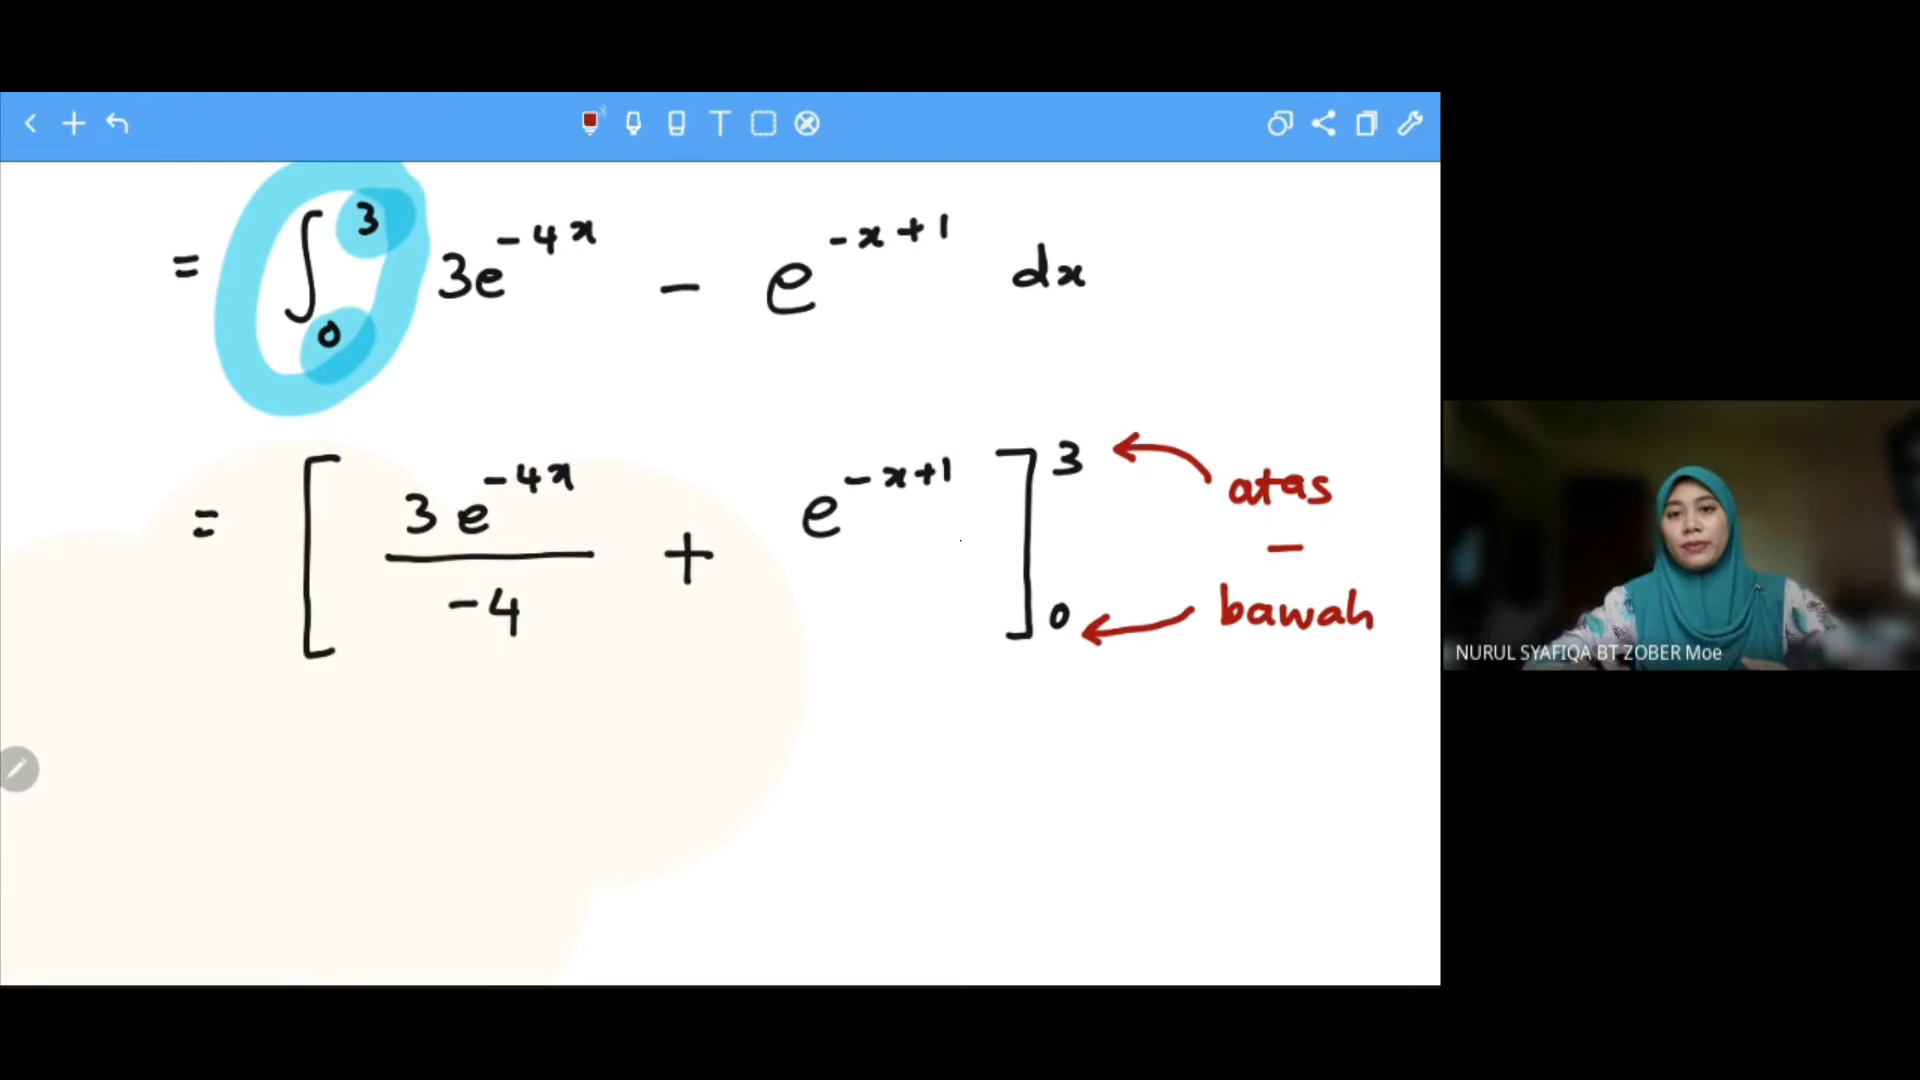 = ∫₀³ 3e^(-4x) - e^(-x+1) dx
= [ 3e^(-4x) / -4 + e^(-x+1) ]₀³
atas
-
bawah
NURUL SYAFIQA BT ZOBER Moe